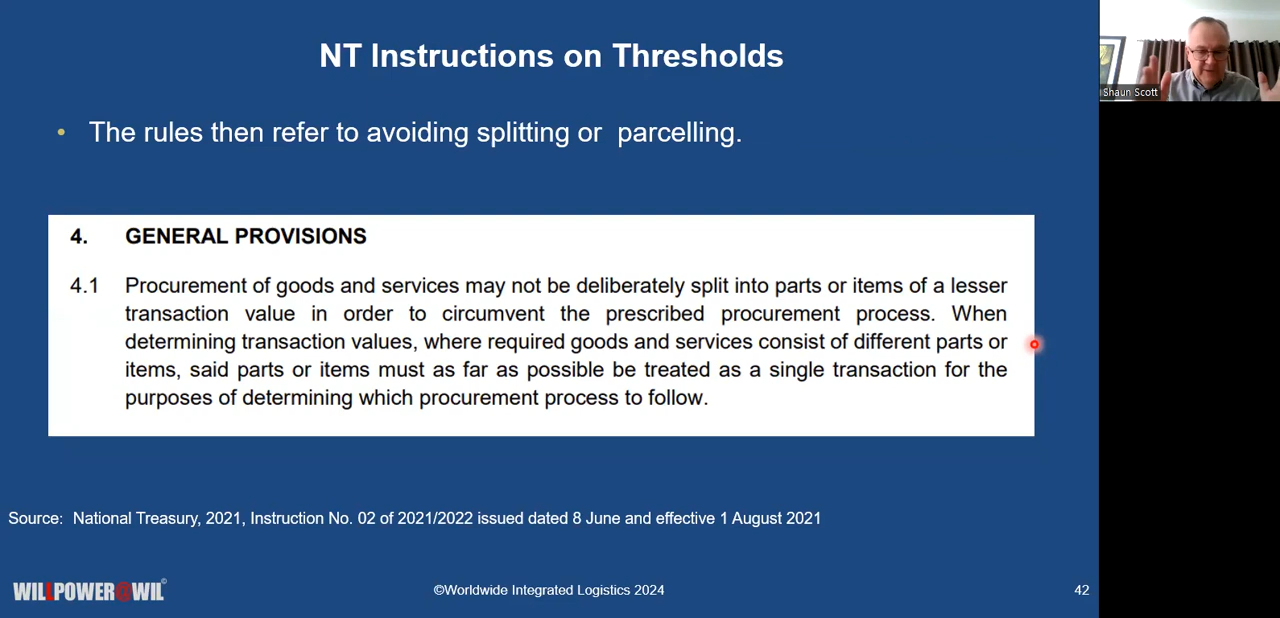 NT Instructions on Thresholds
• The rules then refer to avoiding splitting or parcelling.
4. GENERAL PROVISIONS
4.1 Procurement of goods and services may not be deliberately split into parts or items of a lesser
transaction value in order to circumvent the prescribed procurement process. When
determining transaction values, where required goods and services consist of different parts or
items, said parts or items must as far as possible be treated as a single transaction for the
purposes of determining which procurement process to follow.
Source: National Treasury, 2021, Instruction No. 02 of 2021/2022 issued dated 8 June and effective 1 August 2021
WILLPOWER@WIL©
©Worldwide Integrated Logistics 2024
42
Shaun Scott